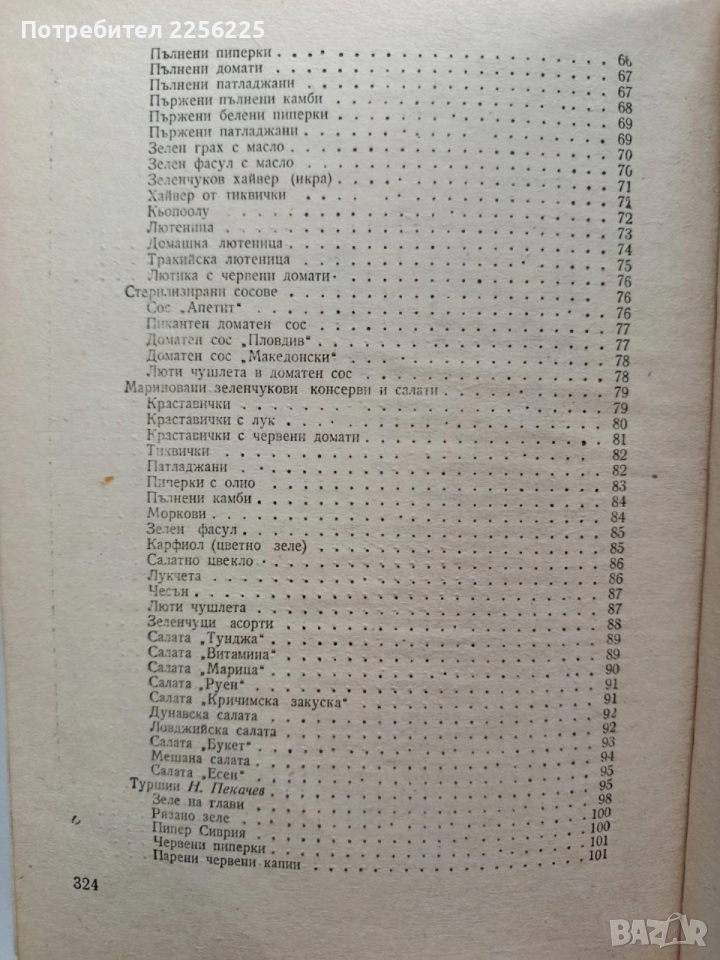 Потребител 2256225
Пълнени пиперки . . . 66
Пълнени домати . . . 67
Пълнени патладжани . . . 67
Пържени пълнени камби . . . 68
Пържени белени пиперки . . . 69
Пържени патладжани . . . 69
Зелен грах с масло . . . 70
Зелен фасул с масло . . . 70
Зеленчуков хайвер (икра) . . . 71
Хайвер от тиквички . . . 71
Кьопоолу . . . 72
Лютеница . . . 73
Домашна лютеница . . . 74
Тракийска лютеница . . . 75
Лютика с червени домати . . . 76
Стерилизирани сосове . . . 76
Сос „Апетит“ . . . 76
Пикантен доматен сос . . . 77
Доматен сос „Пловдив“ . . . 77
Доматен сос „Македонски“ . . . 78
Люти чушлета в доматен сос . . . 78
Мариновани зеленчукови консерви и салати . . . 79
Краставички . . . 79
Краставички с лук . . . 80
Краставички с червени домати . . . 81
Тиквички . . . 82
Патладжани . . . 82
Пиперки с олио . . . 83
Пълнени камби . . . 84
Моркови . . . 84
Зелен фасул . . . 85
Карфиол (цветно зеле) . . . 85
Салатно цвекло . . . 86
Лукчета . . . 86
Чесън . . . 87
Люти чушлета . . . 87
Зеленчуци асорти . . . 88
Салата „Тунджа“ . . . 89
Салата „Витамина“ . . . 89
Салата „Марица“ . . . 90
Салата „Руен“ . . . 91
Салата „Кричимска закуска“ . . . 91
Дунавска салата . . . 92
Ловджийска салата . . . 92
Салата „Букет“ . . . 93
Мешана салата . . . 94
Салата „Есен“ . . . 95
Туршии Н. Пекачев . . . 95
Зеле на глави . . . 98
Рязано зеле . . . 100
Пипер Сиврия . . . 100
Червени пиперки . . . 101
Парени червени капии . . . 101
324
BAZAR